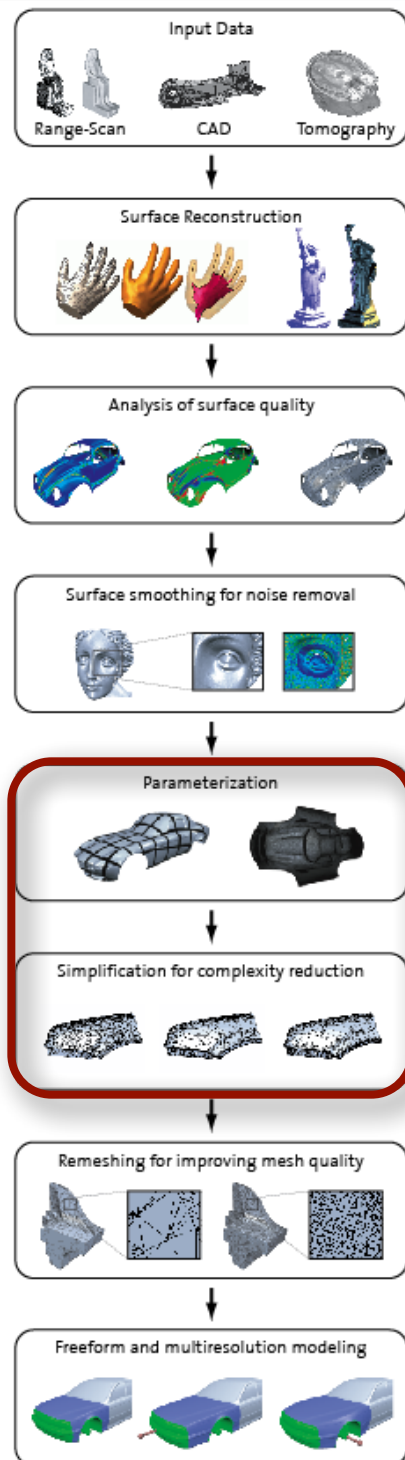 Input Data
Range-Scan CAD Tomography
Surface Reconstruction
Analysis of surface quality
Surface smoothing for noise removal
Parameterization
Simplification for complexity reduction
Remeshing for improving mesh quality
Freeform and multiresolution modeling